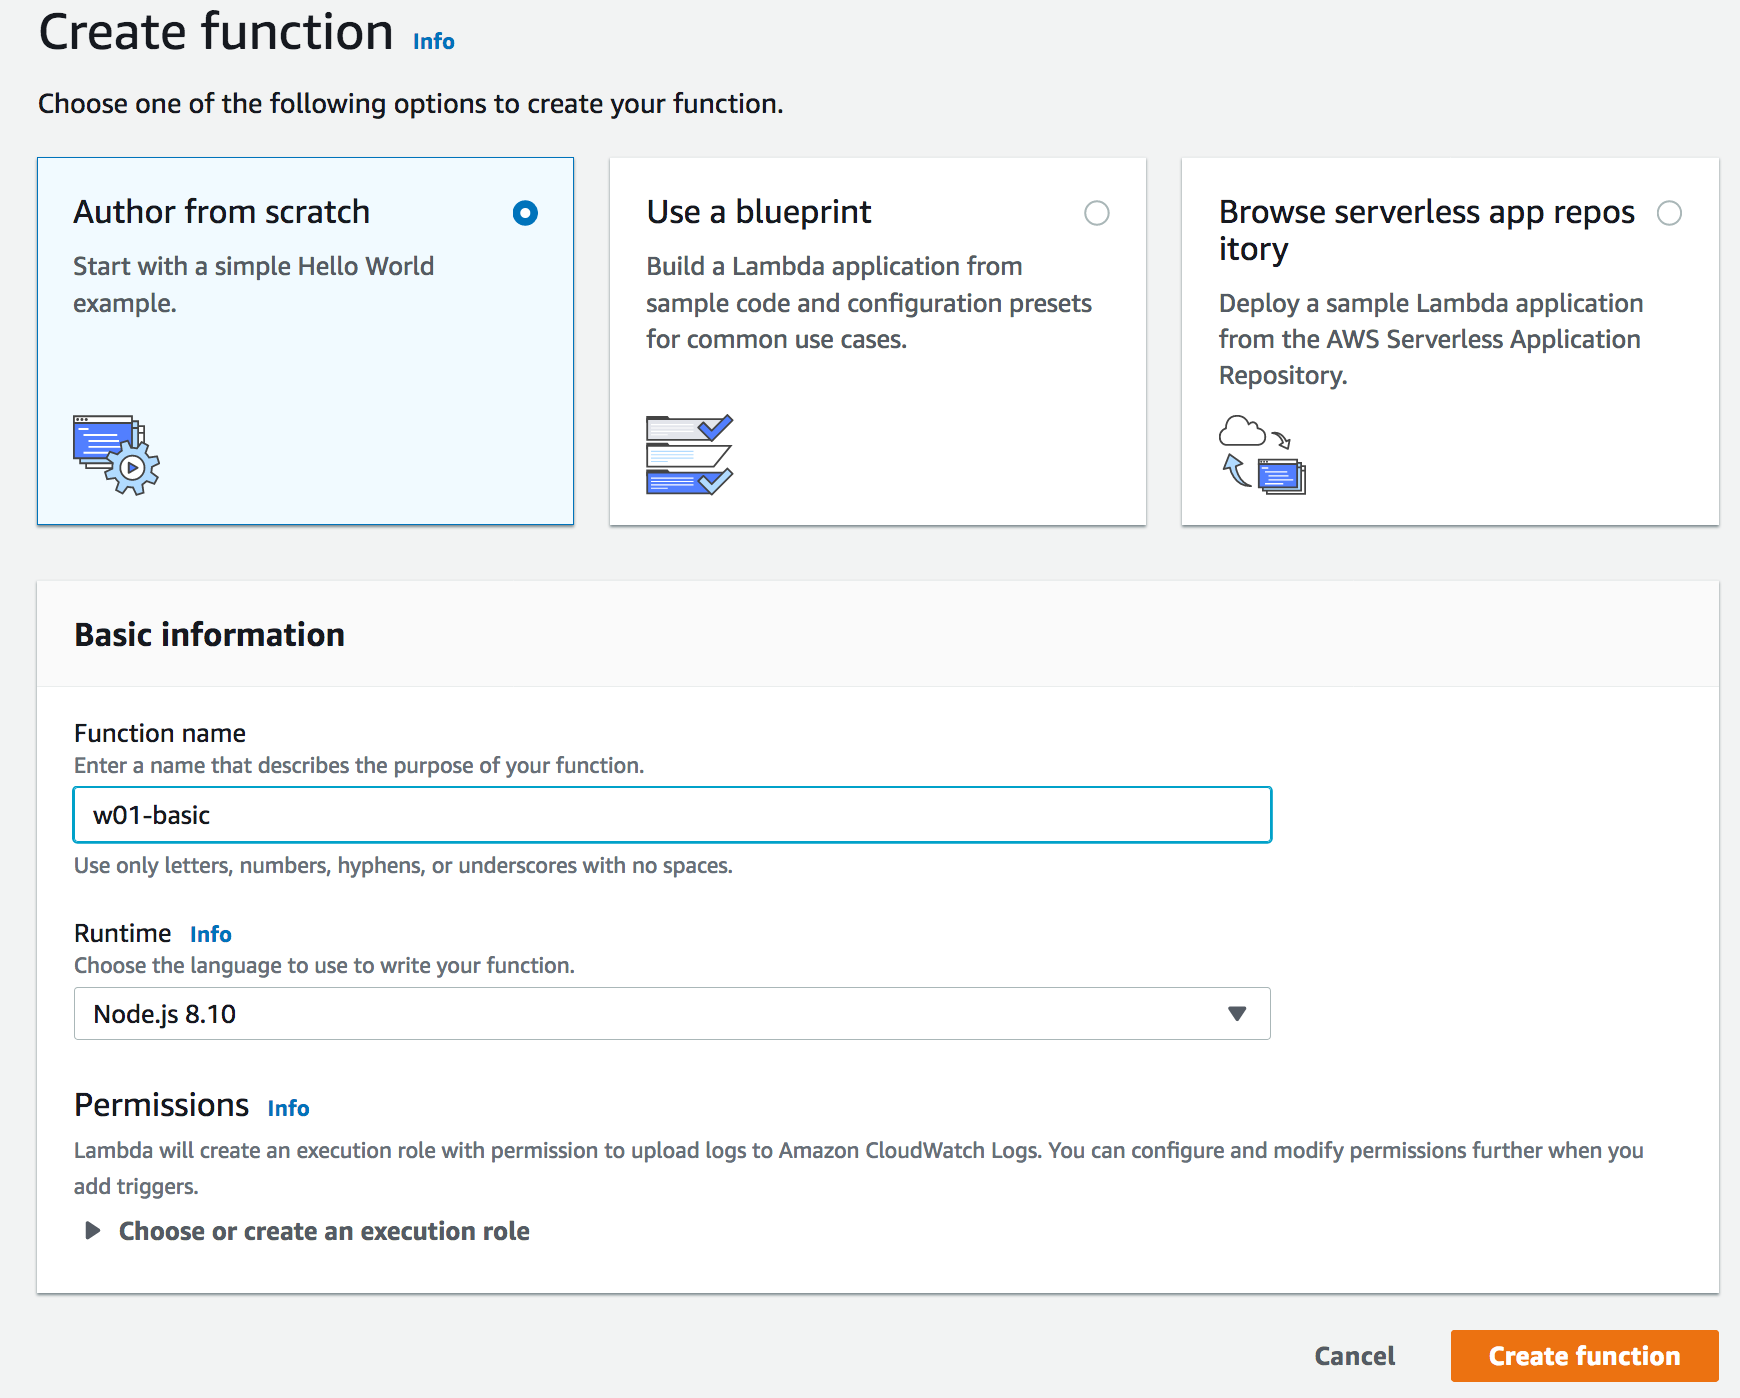 Create function Info
Choose one of the following options to create your function.
Author from scratch
Start with a simple Hello World
example.
Use a blueprint
Build a Lambda application from
sample code and configuration presets
for common use cases.
Browse serverless app repos
itory
Deploy a sample Lambda application
from the AWS Serverless Application
Repository.
Basic information
Function name
Enter a name that describes the purpose of your function.
w01-basic
Use only letters, numbers, hyphens, or underscores with no spaces.
Runtime Info
Choose the language to use to write your function.
Node.js 8.10
Permissions Info
Lambda will create an execution role with permission to upload logs to Amazon CloudWatch Logs. You can configure and modify permissions further when you
add triggers.
Choose or create an execution role
Cancel
Create function